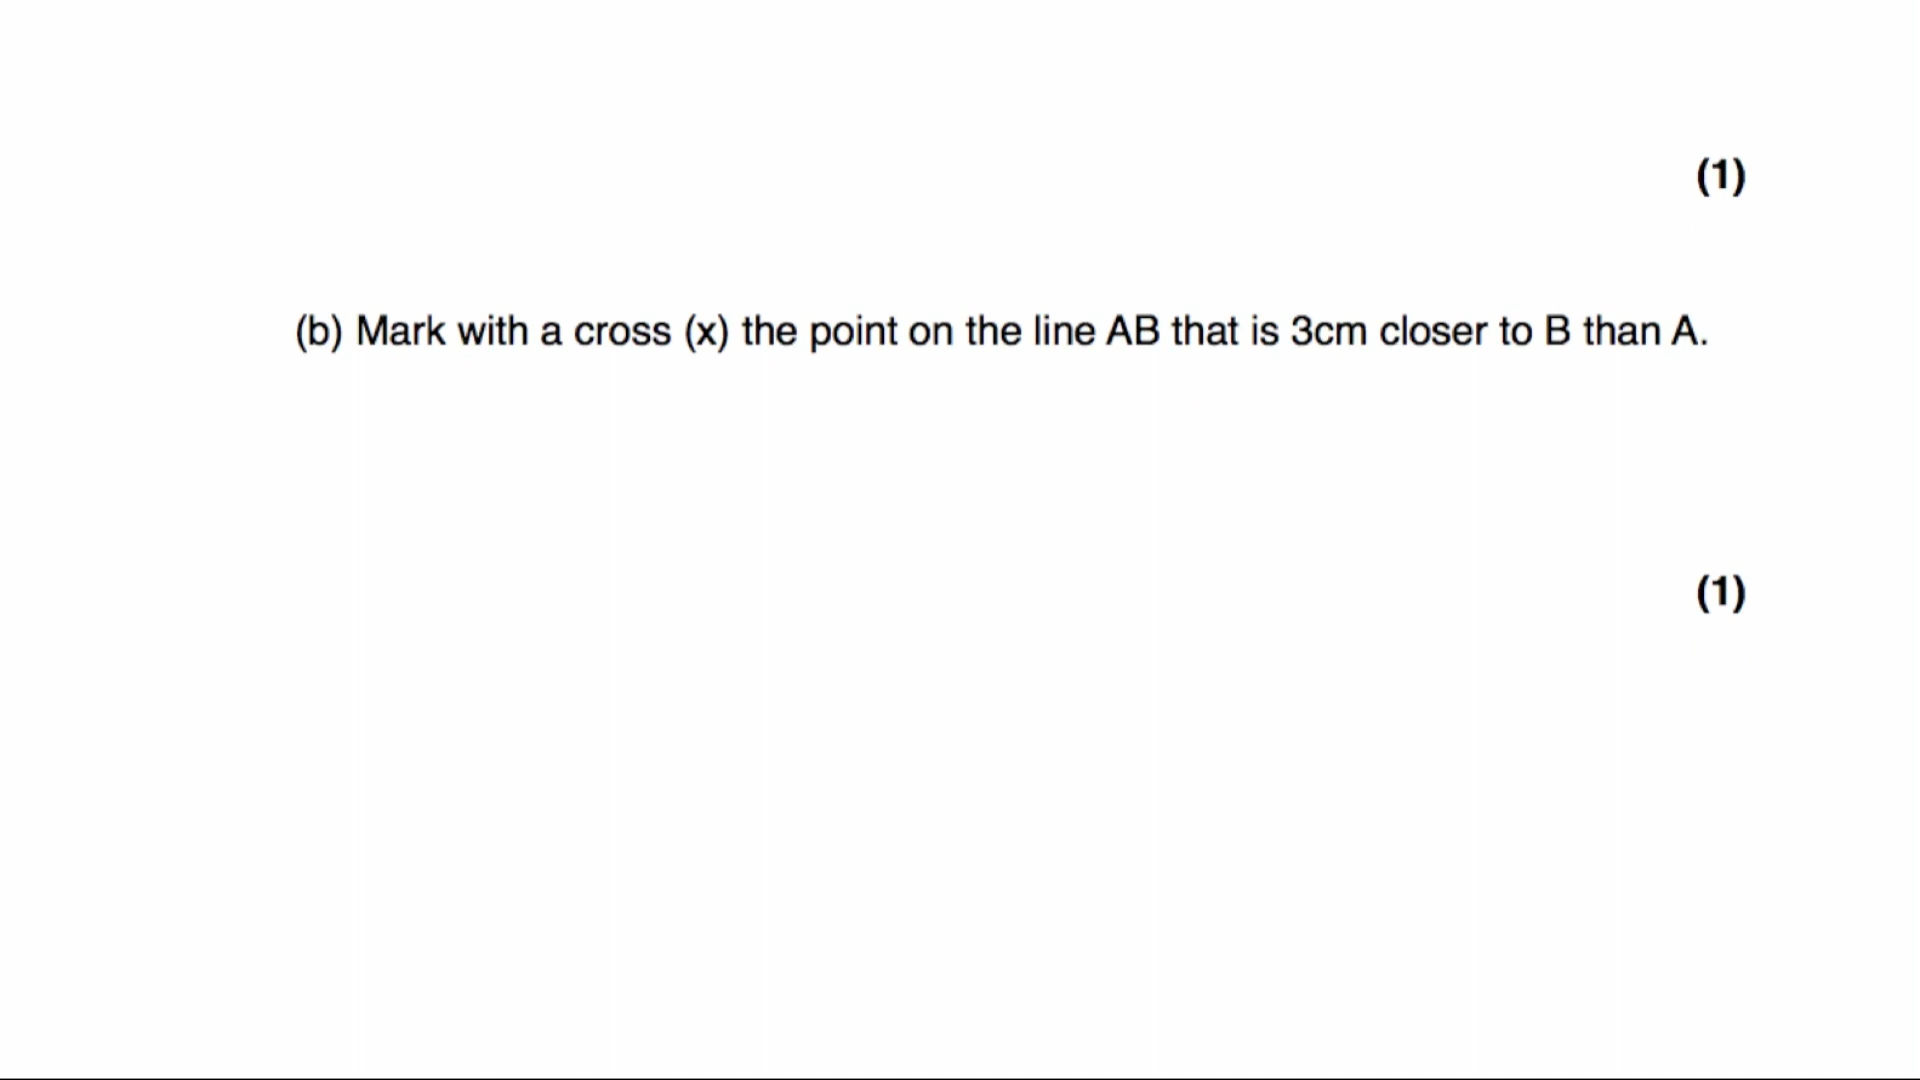 (1)
(b) Mark with a cross (x) the point on the line AB that is 3cm closer to B than A.
(1)